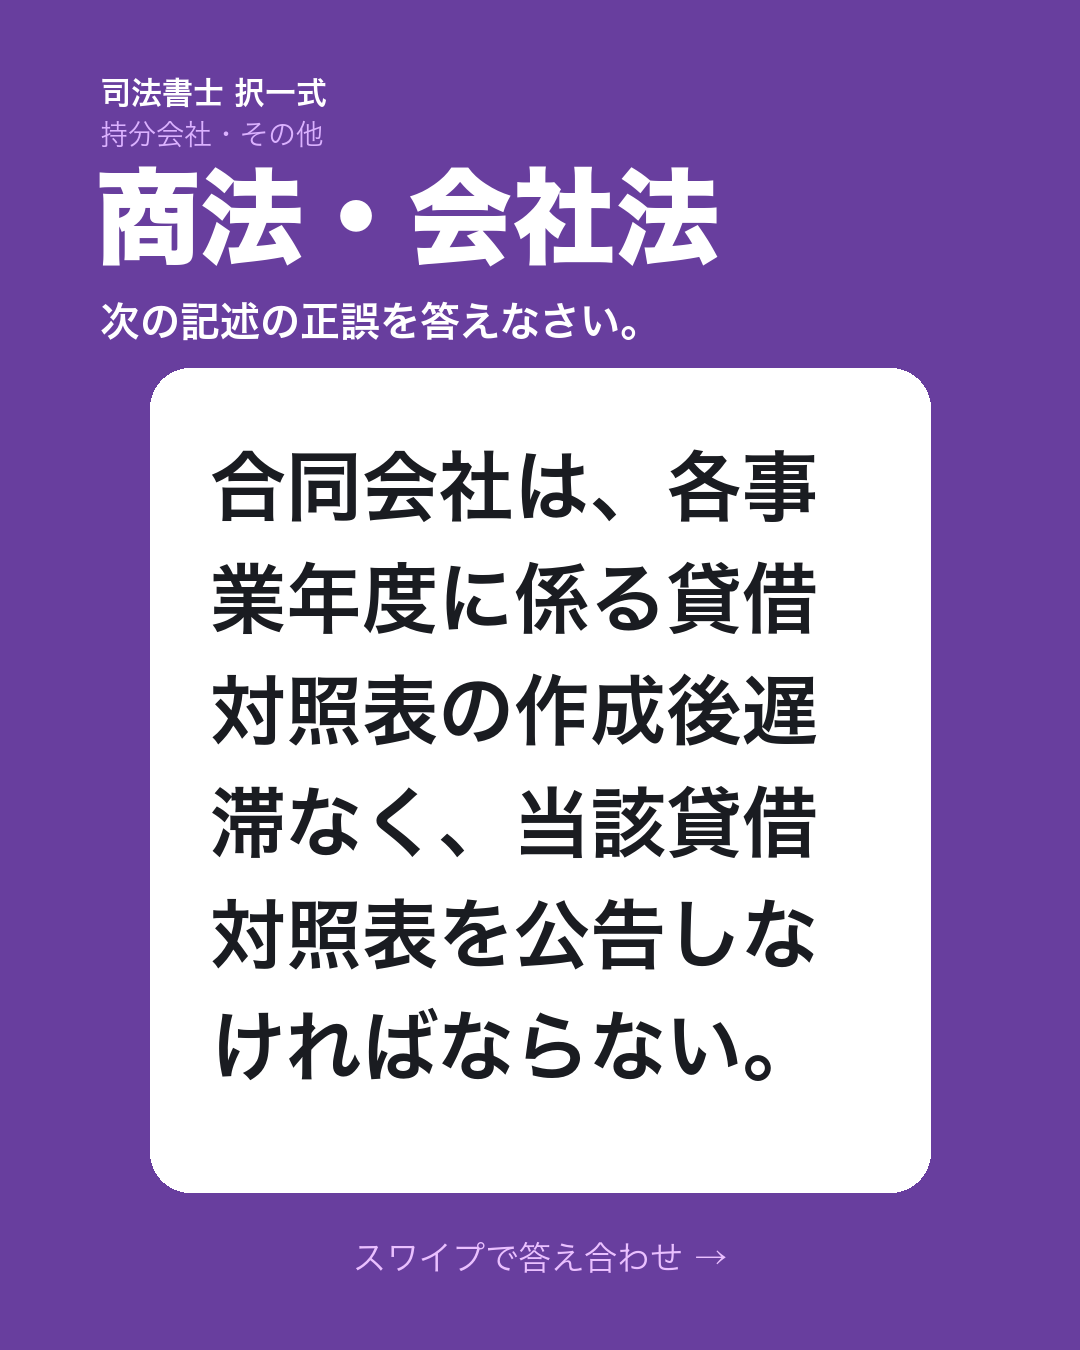 司法書士 択一式
持分会社・その他
商法・会社法
次の記述の正誤を答えなさい。
合同会社は、各事
業年度に係る貸借
対照表の作成後遅
滞なく、当該貸借
対照表を公告しな
ければならない。
スワイプで答え合わせ →